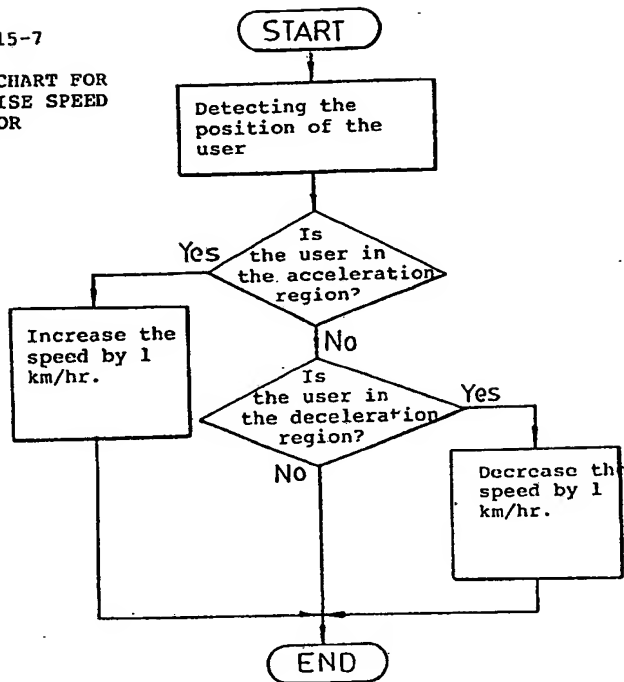 15-7
CHART FOR
ISE SPEED
OR
START
Detecting the
position of the
user
Is
the user in
the acceleration
region?
Yes
No
Increase the
speed by 1
km/hr.
Is
the user in
the deceleration
region?
Yes
No
Decrease the
speed by 1
km/hr.
END